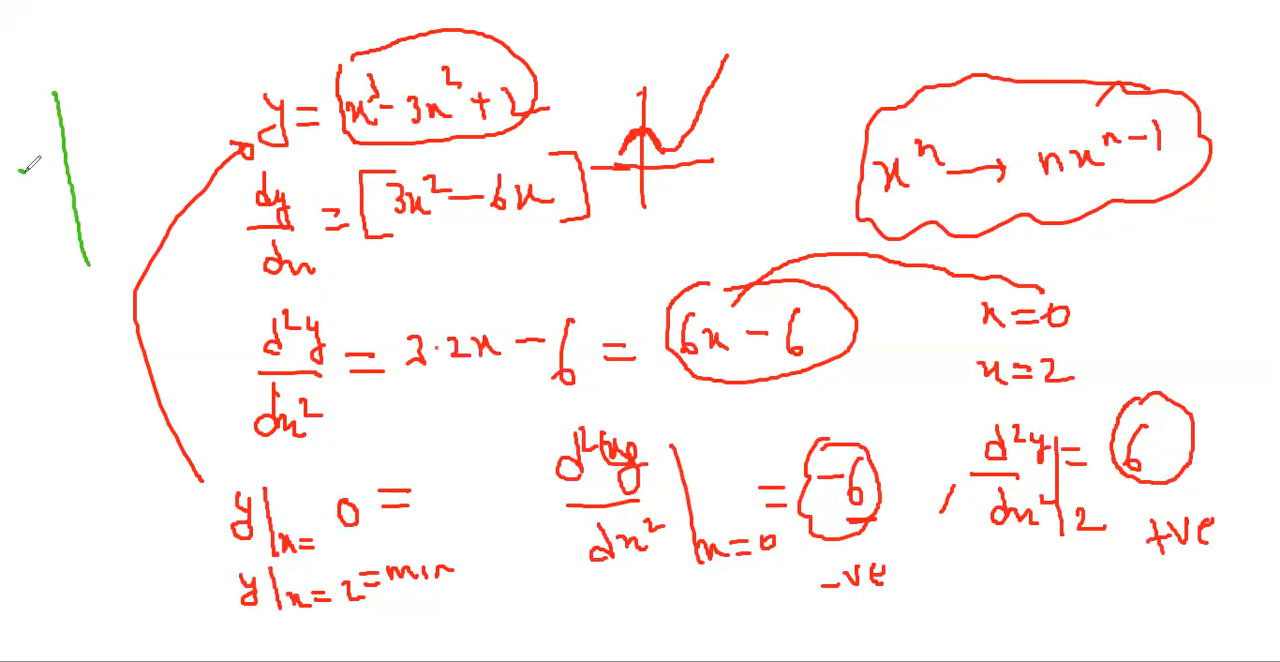 y = x³ - 3x² + 2
dy/dx = [3x² - 6x]
xⁿ → nxⁿ⁻¹
d²y/dx² = 3·2x - 6 = 6x - 6
x = 0
x = 2
y|x= 0 =
d²y/dx²|x=0 = -6
-ve
, d²y/dx²|2 = 6
+ve
y|x=2 = min